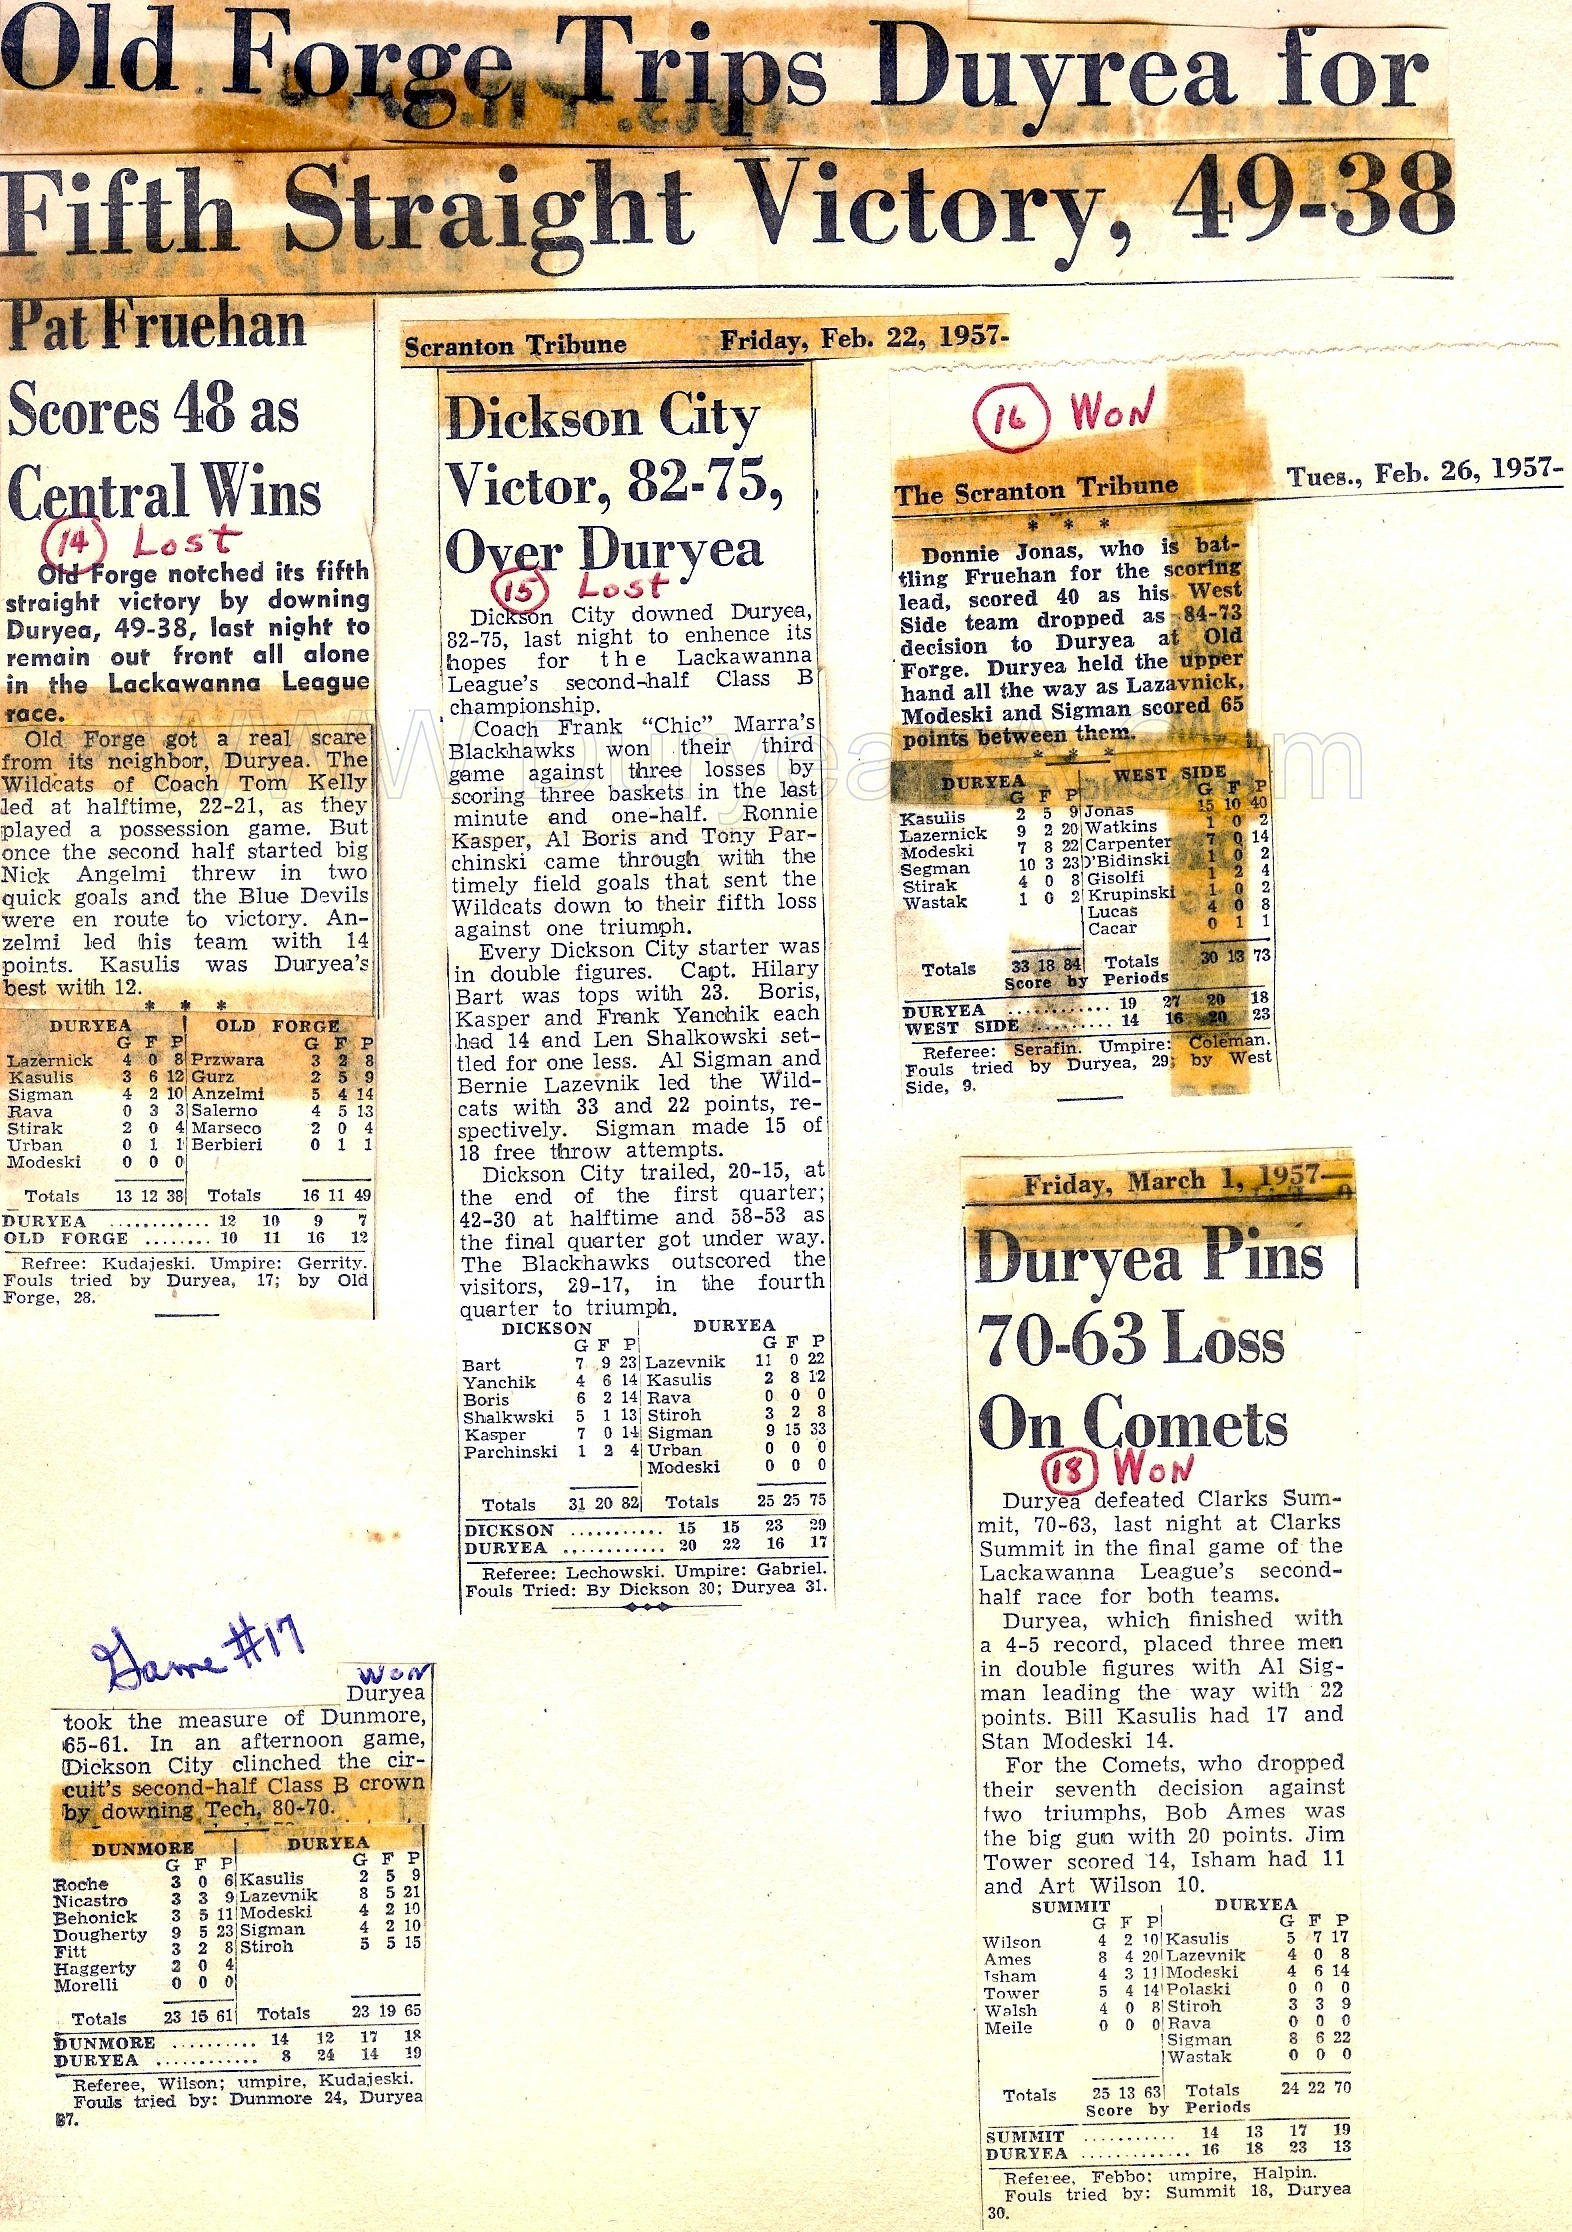 Old Forge Trips Duyrea for
Fifth Straight Victory, 49-38
Pat Fruehan
Scores 48 as
Central Wins
14 Lost
Old Forge notched its fifth
straight victory by downing
Duryea, 49-38, last night to
remain out front all alone
in the Lackawanna League
race.
Old Forge got a real scare
from its neighbor, Duryea. The
Wildcats of Coach Tom Kelly
led at halftime, 22-21, as they
played a possession game. But
once the second half started big
Nick Angelmi threw in two
quick goals and the Blue Devils
were en route to victory. An-
zelmi led his team with 14
points. Kasulis was Duryea's
best with 12.
* * *
DURYEA OLD FORGE
G F P G F P
Lazernick 4 0 8 Przwara 3 2 8
Kasulis 3 6 12 Gurz 2 5 9
Sigman 4 2 10 Anzelmi 5 4 14
Rava 0 3 3 Salerno 4 5 13
Stirak 2 0 4 Marseco 2 0 4
Urban 0 1 1 Berbieri 0 1 1
Modeski 0 0 0
Totals 13 12 38 Totals 16 11 49
DURYEA ............ 12 10 9 7
OLD FORGE ........ 10 11 16 12
Refree: Kudajeski. Umpire: Gerrity.
Fouls tried by Duryea, 17; by Old
Forge, 28.
Game #17
Won
Duryea
took the measure of Dunmore,
65-61. In an afternoon game,
Dickson City clinched the cir-
cuit's second-half Class B crown
by downing Tech, 80-70.
DUNMORE DURYEA
G F P G F P
Roche 3 0 6 Kasulis 2 5 9
Nicastro 3 3 9 Lazevnik 8 5 21
Behonick 3 5 11 Modeski 4 2 10
Dougherty 9 5 23 Sigman 4 2 10
Fitt 3 2 8 Stiroh 5 5 15
Haggerty 2 0 4
Morelli 0 0 0
Totals 23 15 61 Totals 23 19 65
DUNMORE .......... 14 12 17 18
DURYEA ............ 8 24 14 19
Referee, Wilson; umpire, Kudajeski.
Fouls tried by: Dunmore 24, Duryea
37.
Scranton Tribune Friday, Feb. 22, 1957-
Dickson City
Victor, 82-75,
Over Duryea
15 Lost
Dickson City downed Duryea,
82-75, last night to enhence its
hopes for the Lackawanna
League's second-half Class B
championship.
Coach Frank "Chic" Marra's
Blackhawks won their third
game against three losses by
scoring three baskets in the last
minute and one-half. Ronnie
Kasper, Al Boris and Tony Par-
chinski came through with the
timely field goals that sent the
Wildcats down to their fifth loss
against one triumph.
Every Dickson City starter was
in double figures. Capt. Hilary
Bart was tops with 23. Boris,
Kasper and Frank Yanchik each
had 14 and Len Shalkowski set-
tled for one less. Al Sigman and
Bernie Lazevnik led the Wild-
cats with 33 and 22 points, re-
spectively. Sigman made 15 of
18 free throw attempts.
Dickson City trailed, 20-15, at
the end of the first quarter;
42-30 at halftime and 58-53 as
the final quarter got under way.
The Blackhawks outscored the
visitors, 29-17, in the fourth
quarter to triumph.
DICKSON DURYEA
G F P G F P
Bart 7 9 23 Lazevnik 11 0 22
Yanchik 4 6 14 Kasulis 2 8 12
Boris 6 2 14 Rava 0 0 0
Shalkwski 5 1 13 Stiroh 3 2 8
Kasper 7 0 14 Sigman 9 15 33
Parchinski 1 2 4 Urban 0 0 0
Modeski 0 0 0
Totals 31 20 82 Totals 25 25 75
DICKSON ........... 15 15 23 29
DURYEA ............ 20 22 16 17
Referee: Lechowski. Umpire: Gabriel.
Fouls Tried: By Dickson 30; Duryea 31.
16 WON
The Scranton Tribune Tues., Feb. 26, 1957-
* * *
Donnie Jonas, who is bat-
tling Fruehan for the scoring
lead, scored 40 as his West
Side team dropped as 84-73
decision to Duryea at Old
Forge. Duryea held the upper
hand all the way as Lazavnick,
Modeski and Sigman scored 65
points between them.
* * *
DURYEA WEST SIDE
G F P G F P
Kasulis 2 5 9 Jonas 15 10 40
Lazernick 9 2 20 Watkins 1 0 2
Modeski 7 8 22 Carpenter 7 0 14
Segman 10 3 23 D'Bidinski 1 0 2
Stirak 4 0 8 Gisolfi 1 2 4
Wastak 1 0 2 Krupinski 1 0 2
Lucas 4 0 8
Cacar 0 1 1
Totals 33 18 84 Totals 30 13 73
Score by Periods
DURYEA ............ 19 27 20 18
WEST SIDE ......... 14 16 20 23
Referee: Serafin. Umpire: Coleman.
Fouls tried by Duryea, 29; by West
Side, 9.
Friday, March 1, 1957-
Duryea Pins
70-63 Loss
On Comets
18 WON
Duryea defeated Clarks Sum-
mit, 70-63, last night at Clarks
Summit in the final game of the
Lackawanna League's second-
half race for both teams.
Duryea, which finished with
a 4-5 record, placed three men
in double figures with Al Sig-
man leading the way with 22
points. Bill Kasulis had 17 and
Stan Modeski 14.
For the Comets, who dropped
their seventh decision against
two triumphs, Bob Ames was
the big gun with 20 points. Jim
Tower scored 14, Isham had 11
and Art Wilson 10.
SUMMIT DURYEA
G F P G F P
Wilson 4 2 10 Kasulis 5 7 17
Ames 8 4 20 Lazevnik 4 0 8
Isham 4 3 11 Modeski 4 6 14
Tower 5 4 14 Polaski 0 0 0
Walsh 4 0 8 Stiroh 3 3 9
Meile 0 0 0 Rava 0 0 0
Sigman 8 6 22
Wastak 0 0 0
Totals 25 13 63 Totals 24 22 70
Score by Periods
SUMMIT ........... 14 13 17 19
DURYEA ............ 16 18 23 13
Referee, Febbo; umpire, Halpin.
Fouls tried by: Summit 18, Duryea
30.